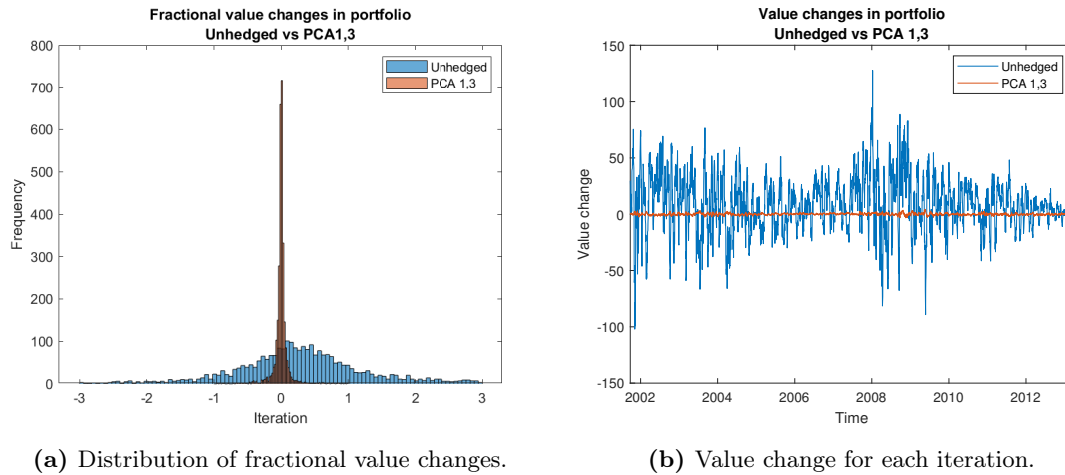 Fractional value changes in portfolio
Unhedged vs PCA1,3
800
700
600
500
400
300
200
100
0
Frequency
-3
-2
-1
0
1
2
3
Iteration
Unhedged
PCA 1,3
(a) Distribution of fractional value changes.
Value changes in portfolio
Unhedged vs PCA 1,3
150
100
50
0
-50
-100
-150
Value change
2002
2004
2006
2008
2010
2012
Time
Unhedged
PCA 1,3
(b) Value change for each iteration.